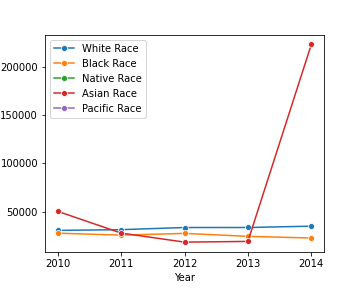 White Race
Black Race
Native Race
Asian Race
Pacific Race
200000
150000
100000
50000
2010 2011 2012 2013 2014
Year